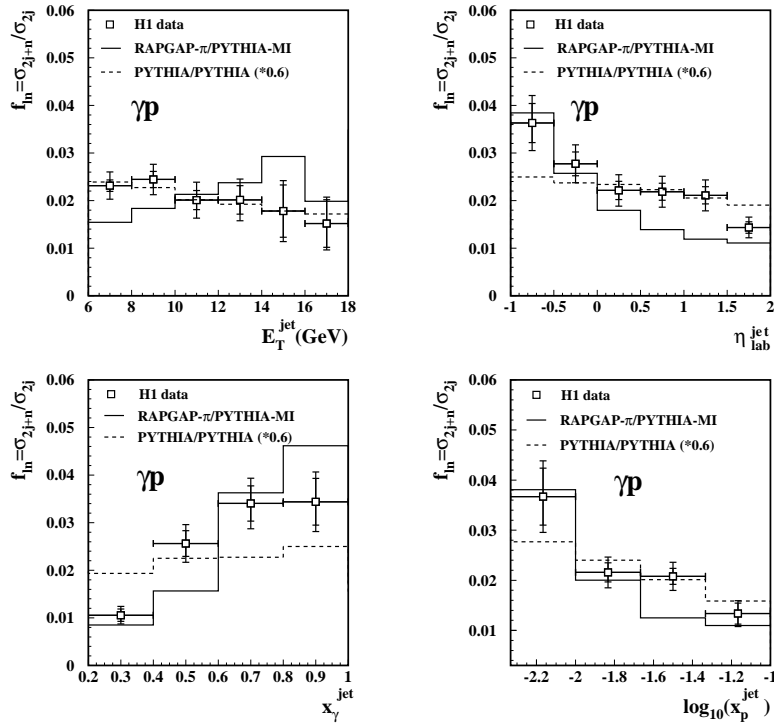 f_ln=σ_2j+n/σ_2j
0.06
0.05
0.04
0.03
0.02
0.01
0
H1 data
RAPGAP-π/PYTHIA-MI
PYTHIA/PYTHIA (*0.6)
γp
6 8 10 12 14 16 18
E_T^jet(GeV)
f_ln=σ_2j+n/σ_2j
0.06
0.05
0.04
0.03
0.02
0.01
0
H1 data
RAPGAP-π/PYTHIA-MI
PYTHIA/PYTHIA (*0.6)
γp
-1 -0.5 0 0.5 1 1.5 2
η_lab^jet
f_ln=σ_2j+n/σ_2j
0.06
0.05
0.04
0.03
0.02
0.01
0
H1 data
RAPGAP-π/PYTHIA-MI
PYTHIA/PYTHIA (*0.6)
γp
0.2 0.3 0.4 0.5 0.6 0.7 0.8 0.9 1
x_γ^jet
f_ln=σ_2j+n/σ_2j
0.06
0.05
0.04
0.03
0.02
0.01
H1 data
RAPGAP-π/PYTHIA-MI
PYTHIA/PYTHIA (*0.6)
γp
-2.2 -2 -1.8 -1.6 -1.4 -1.2 -1
log_10(x_p^jet)